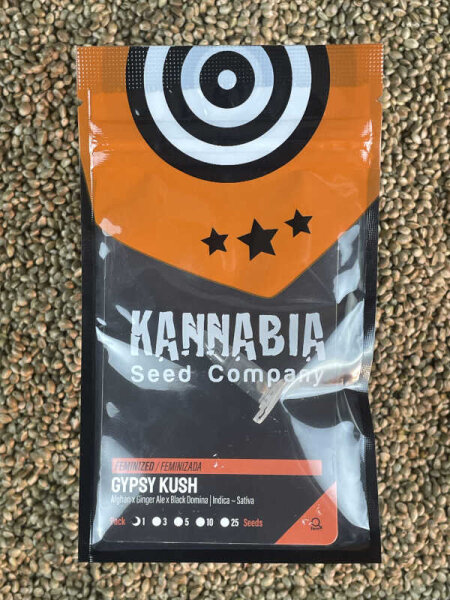 KANNABIA
Seed Company
FEMINIZED / FEMINIZADA
GYPSY KUSH
Afghan x Ginger Ale x Black Domina | Indica ~ Sativa
Pack 1 3 5 10 25 Seeds